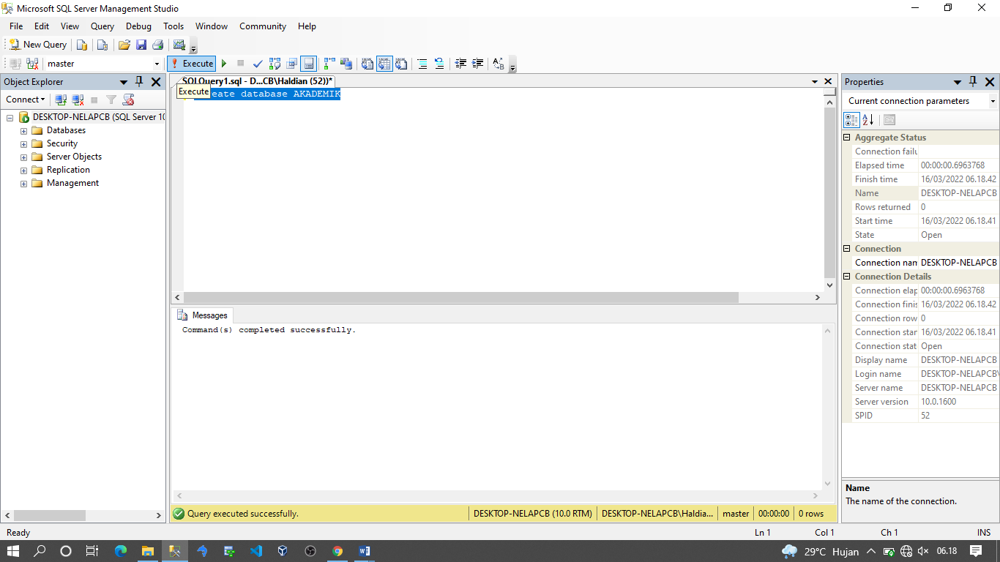 Microsoft SQL Server Management Studio
File Edit View Query Debug Tools Window Community Help
New Query
master Execute
Object Explorer
Connect
DESKTOP-NELAPCB (SQL Server 10
Databases
Security
Server Objects
Replication
Management
SQLQuery1.sql - D...CB\Haldian (52))*
Execute
eate database AKADEMIK
Messages
Command(s) completed successfully.
Query executed successfully. DESKTOP-NELAPCB (10.0 RTM) DESKTOP-NELAPCB\Haldia... master 00:00:00 0 rows
Properties
Current connection parameters
Aggregate Status
Connection failu
Elapsed time 00:00:00.6963768
Finish time 16/03/2022 06.18.42
Name DESKTOP-NELAPCB
Rows returned 0
Start time 16/03/2022 06.18.41
State Open
Connection
Connection nam DESKTOP-NELAPCB
Connection Details
Connection elap 00:00:00.6963768
Connection finis 16/03/2022 06.18.42
Connection row 0
Connection star 16/03/2022 06.18.41
Connection stat Open
Display name DESKTOP-NELAPCB
Login name DESKTOP-NELAPCB\
Server name DESKTOP-NELAPCB
Server version 10.0.1600
SPID 52
Name
The name of the connection.
Ready Ln 1 Col 1 Ch 1 INS
29°C Hujan 06.18